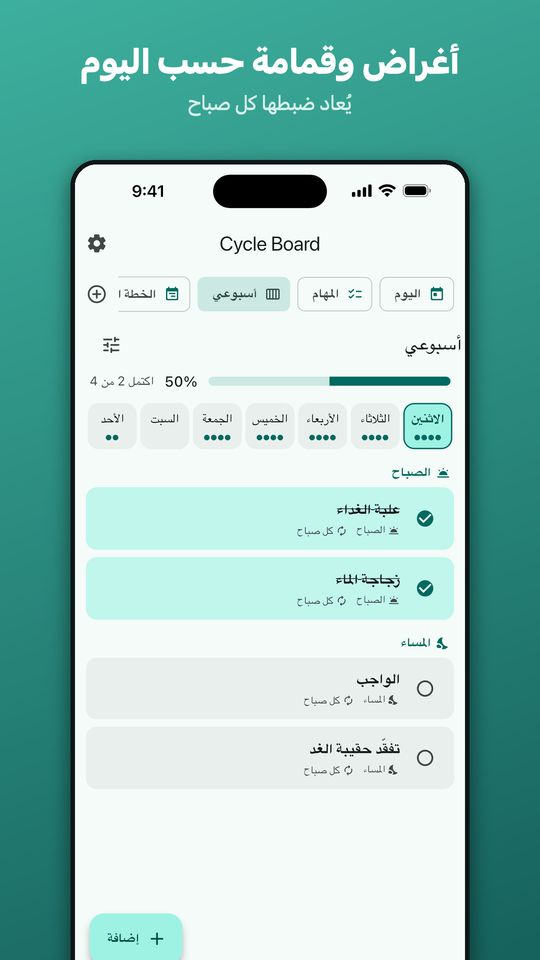 أغراض وقمامة حسب اليوم
يُعاد ضبطها كل صباح
9:41
Cycle Board
اليوم
المهام
أسبوعي
الخطة ا
أسبوعي
50% اكتمل 2 من 4
الاثنين
الثلاثاء
الأربعاء
الخميس
الجمعة
السبت
الأحد
الصباح
علبة الغداء
الصباح كل صباح
زجاجة الماء
الصباح كل صباح
المساء
الواجب
المساء كل صباح
تفقّد حقيبة الغد
المساء كل صباح
إضافة